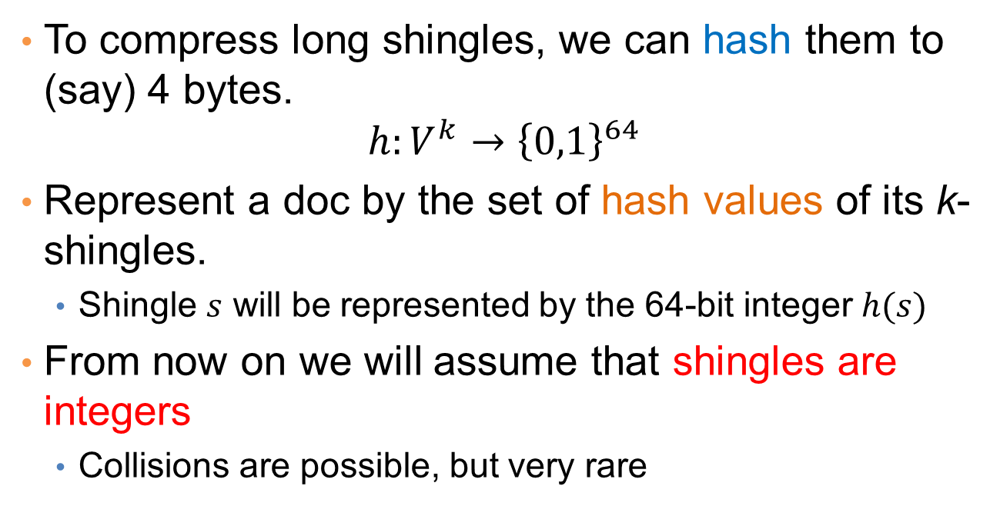 • To compress long shingles, we can hash them to
(say) 4 bytes.
h: V^k → {0,1}^64
• Represent a doc by the set of hash values of its k-
shingles.
• Shingle s will be represented by the 64-bit integer h(s)
• From now on we will assume that shingles are
integers
• Collisions are possible, but very rare